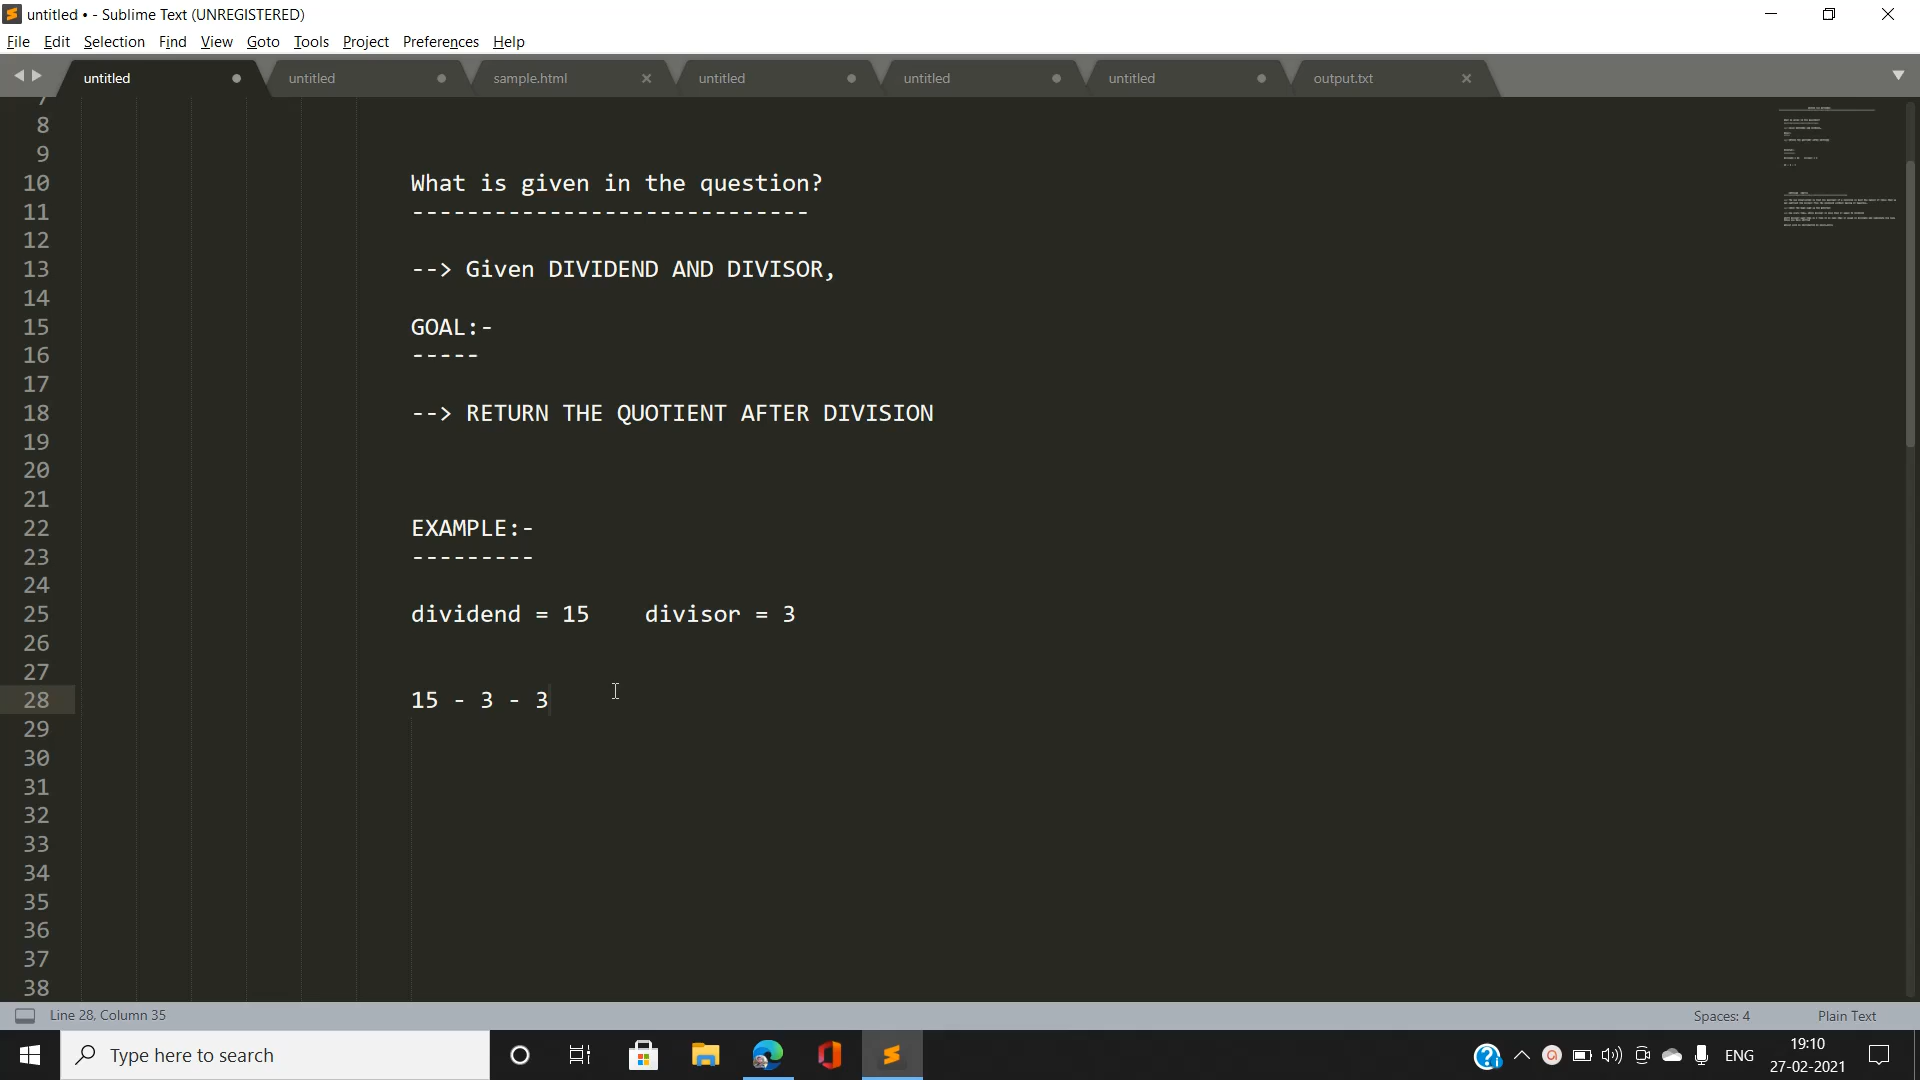 untitled • - Sublime Text (UNREGISTERED)
File Edit Selection Find View Goto Tools Project Preferences Help
untitled untitled sample.html untitled untitled untitled output.txt
7
8
9
10 What is given in the question?
11 -----------------------------
12
13 --> Given DIVIDEND AND DIVISOR,
14
15 GOAL:-
16 -----
17
18 --> RETURN THE QUOTIENT AFTER DIVISION
19
20
21
22 EXAMPLE:-
23 ---------
24
25 dividend = 15    divisor = 3
26
27
28 15 - 3 - 3
29
30
31
32
33
34
35
36
37
38
Line 28, Column 35 Spaces: 4 Plain Text
Type here to search ENG 19:10
27-02-2021